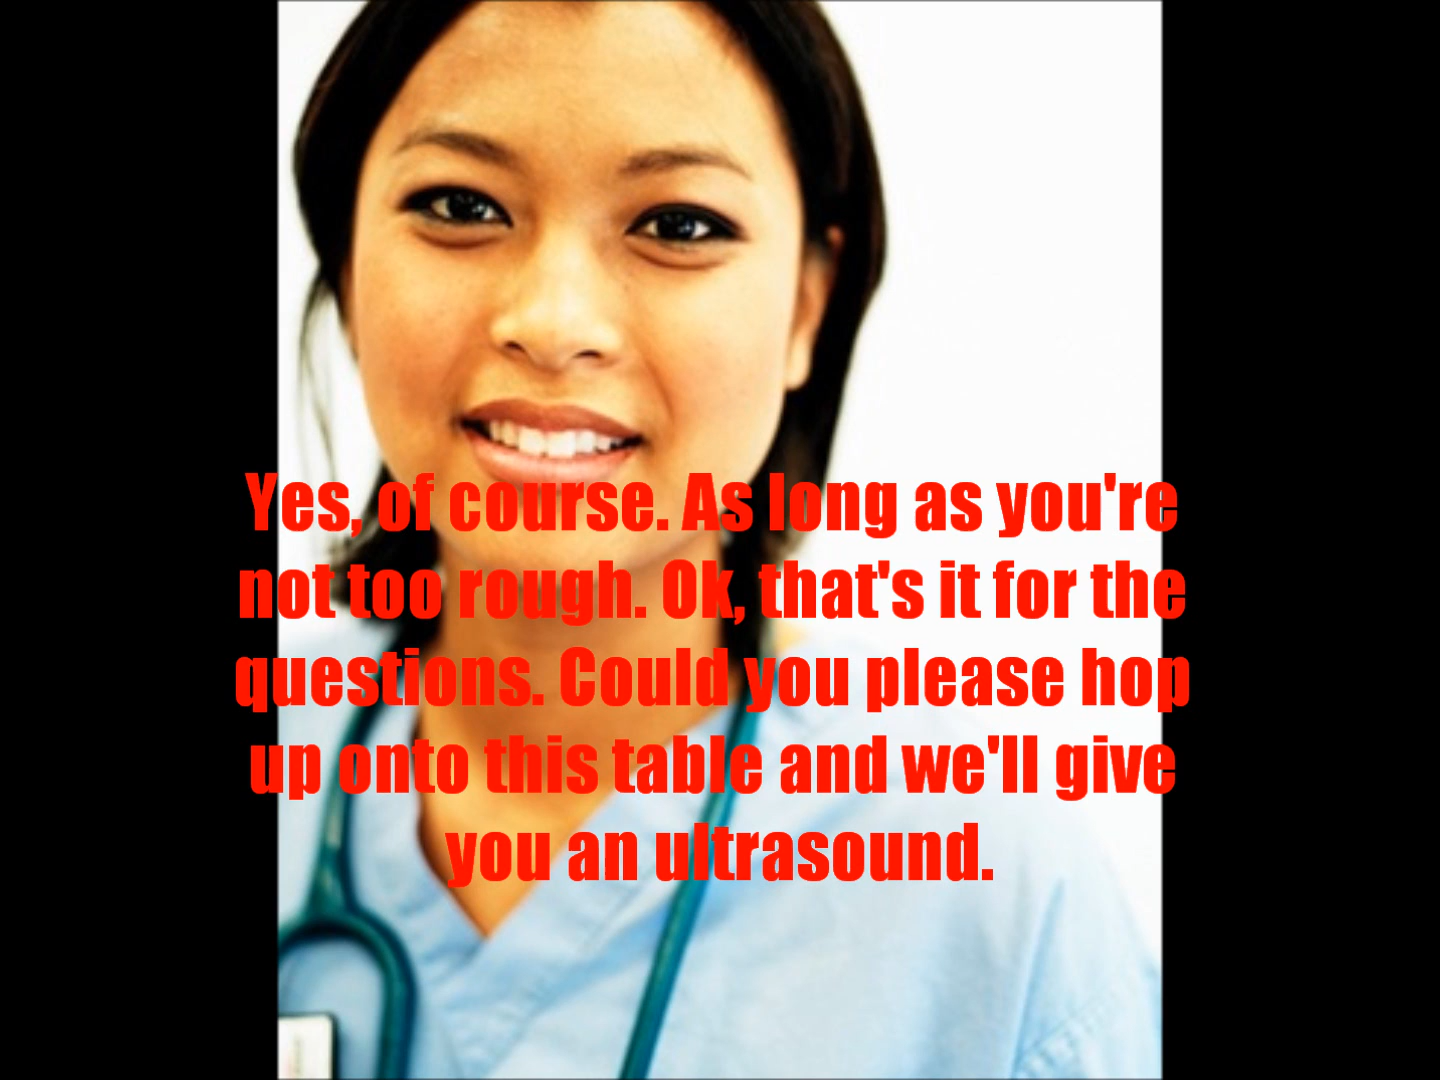 Yes, of course. As long as you're
not too rough. Ok, that's it for the
questions. Could you please hop
up onto this table and we'll give
you an ultrasound.